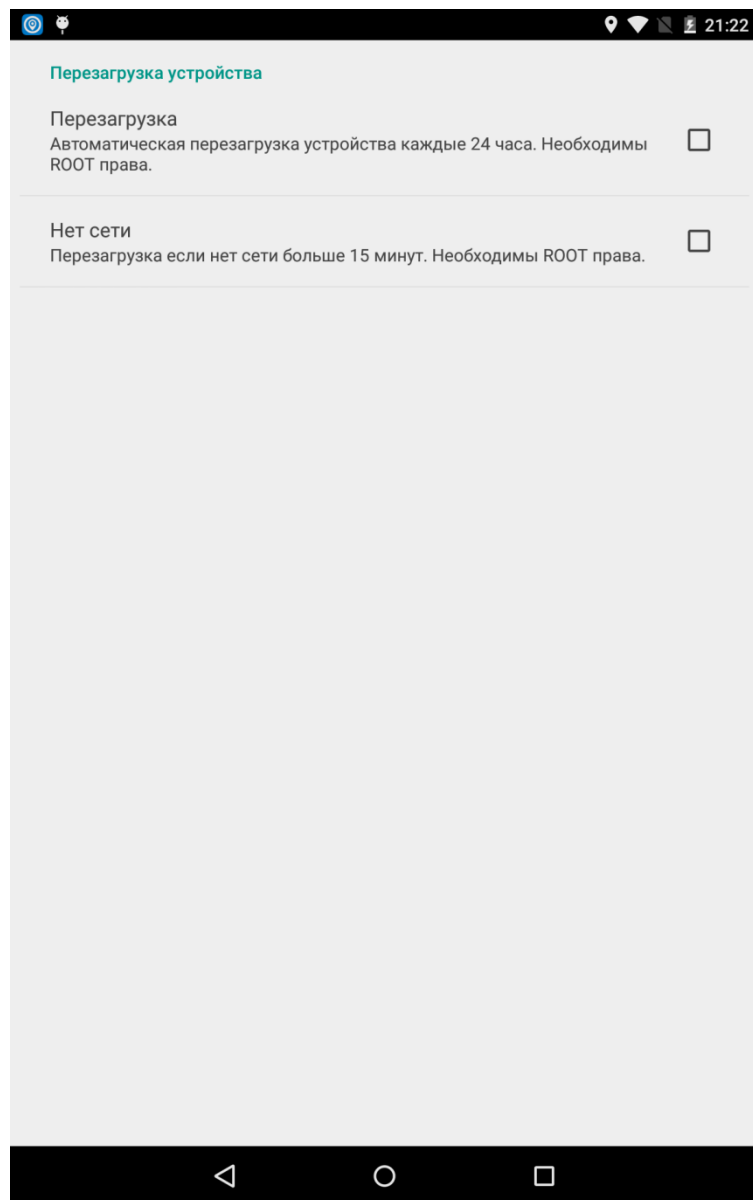 21:22
Перезагрузка устройства
Перезагрузка
Автоматическая перезагрузка устройства каждые 24 часа. Необходимы
ROOT права.
Нет сети
Перезагрузка если нет сети больше 15 минут. Необходимы ROOT права.